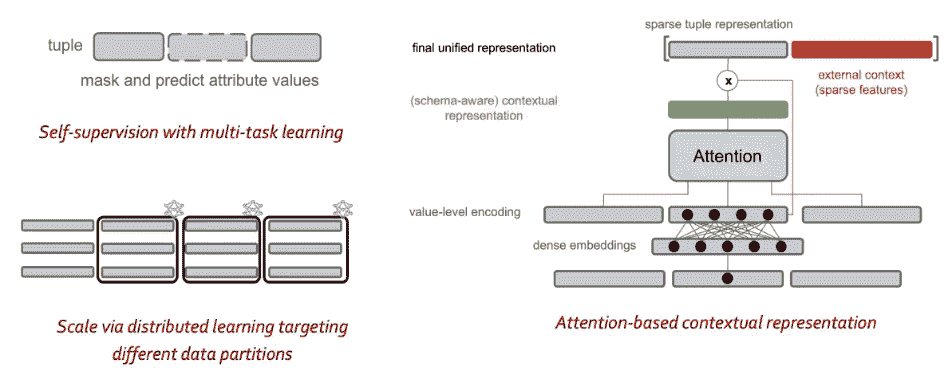 tuple
mask and predict attribute values
Self-supervision with multi-task learning
Scale via distributed learning targeting
different data partitions
sparse tuple representation
final unified representation
x
external context
(sparse features)
(schema-aware) contextual
representation
Attention
value-level encoding
dense embeddings
Attention-based contextual representation